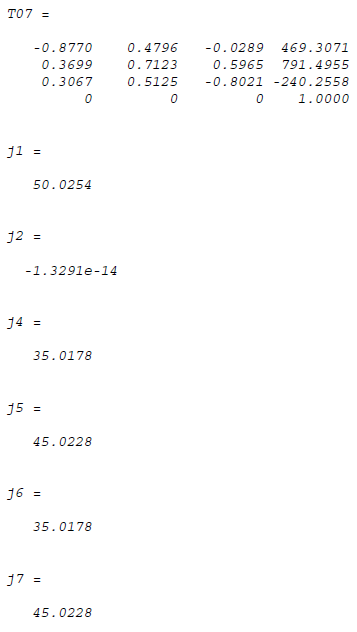 T07 =
-0.8770 0.4796 -0.0289 469.3071
0.3699 0.7123 0.5965 791.4955
0.3067 0.5125 -0.8021 -240.2558
0 0 0 1.0000
j1 =
50.0254
j2 =
-1.3291e-14
j4 =
35.0178
j5 =
45.0228
j6 =
35.0178
j7 =
45.0228